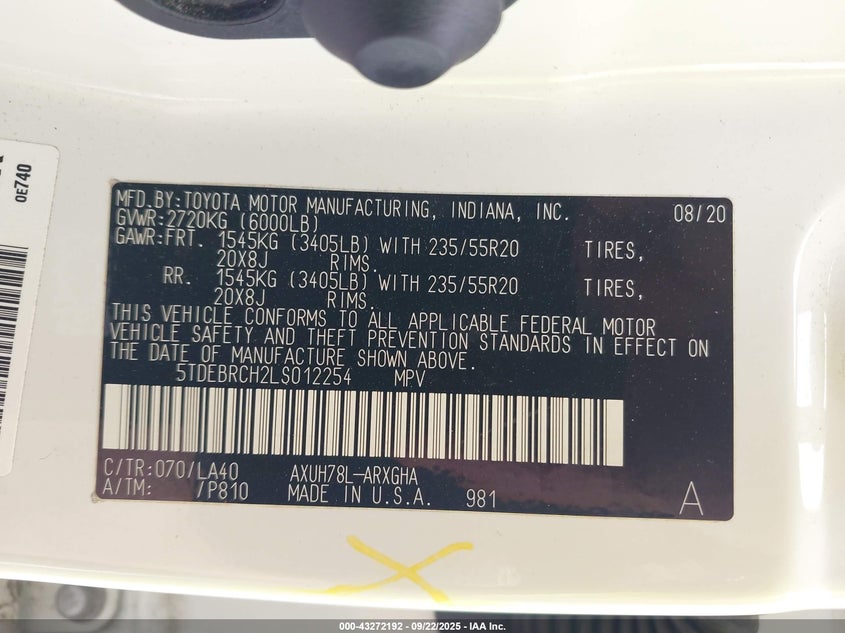 0E740
MFD.BY:TOYOTA MOTOR MANUFACTURING, INDIANA, INC. 08/20
GVWR:2720KG (6000LB)
GAWR:FRT. 1545KG (3405LB) WITH 235/55R20 TIRES,
20X8J RIMS.
RR. 1545KG (3405LB) WITH 235/55R20 TIRES,
20X8J RIMS.
THIS VEHICLE CONFORMS TO ALL APPLICABLE FEDERAL MOTOR
VEHICLE SAFETY AND THEFT PREVENTION STANDARDS IN EFFECT ON
THE DATE OF MANUFACTURE SHOWN ABOVE.
5TDEBRCH2LS012254 MPV
C/TR:070/LA40 AXUH78L-ARXGHA
A/TM: /P810 MADE IN U.S.A. 981 A
000-43272192 - 09/22/2025 - IAA Inc.